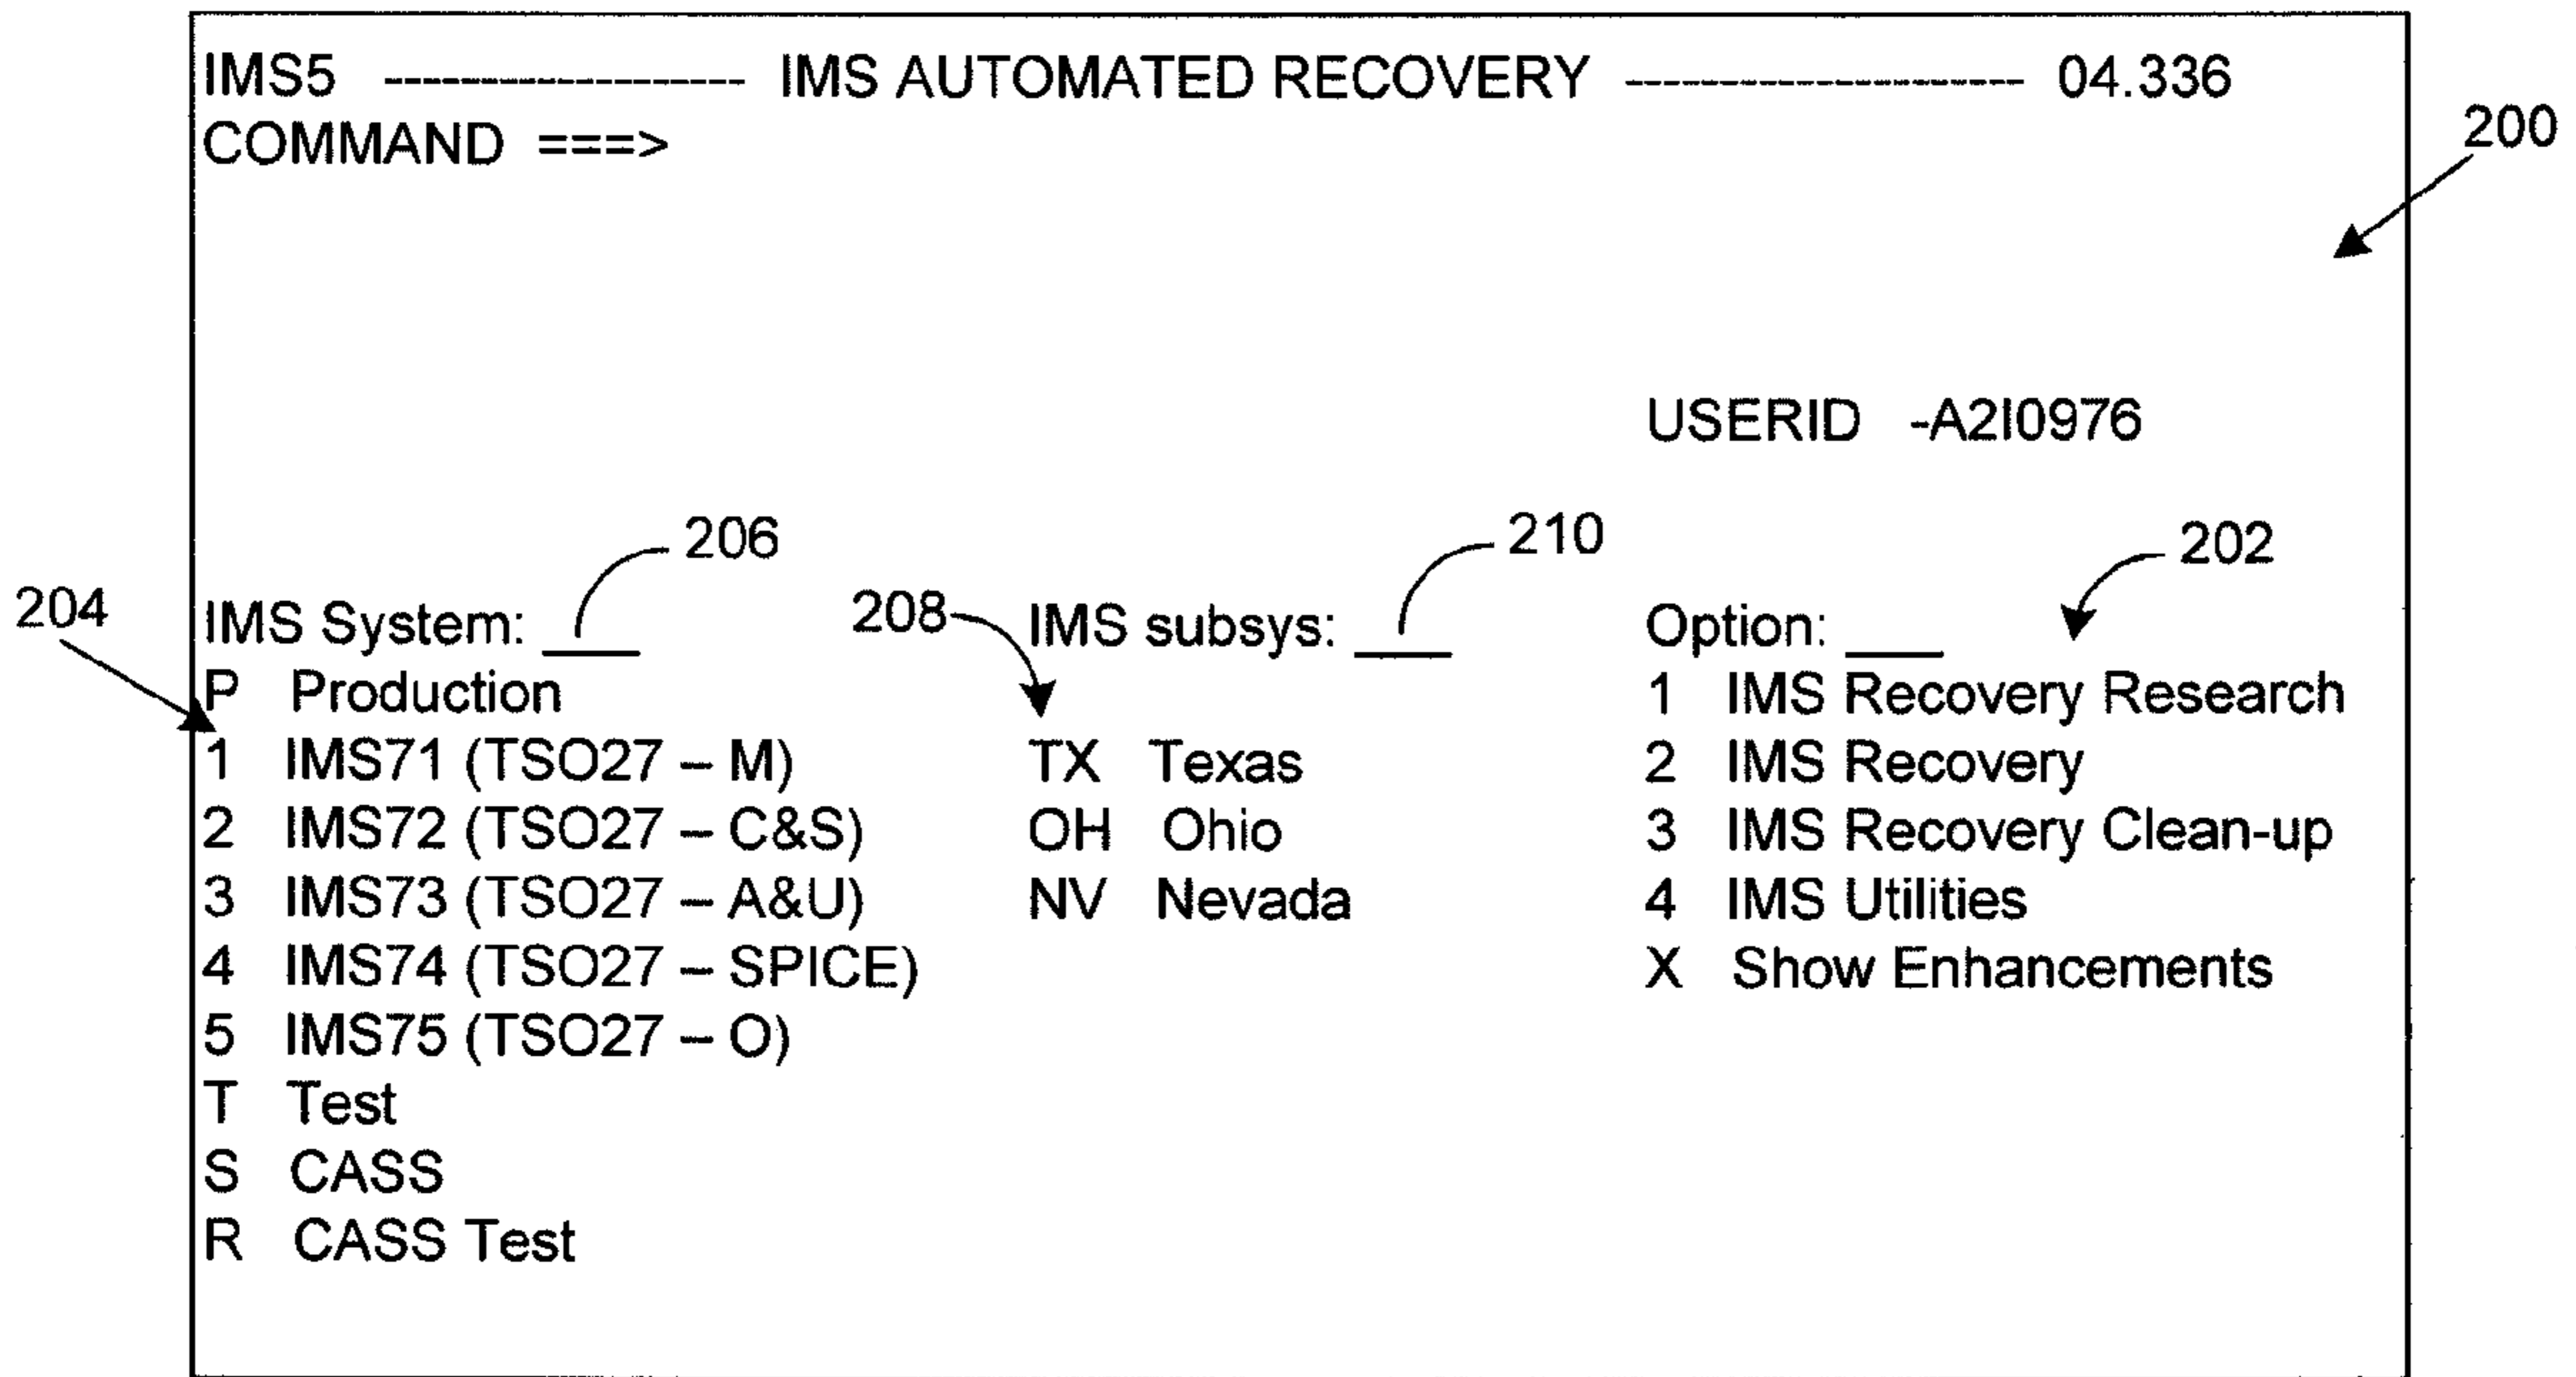 IMS5 ------------------- IMS AUTOMATED RECOVERY --------------------- 04.336
COMMAND ===>
200
USERID -A2I0976
206 210 202
204 IMS System: ____ 208 IMS subsys: ____ Option: ____
P Production 1 IMS Recovery Research
1 IMS71 (TSO27 – M) TX Texas 2 IMS Recovery
2 IMS72 (TSO27 – C&S) OH Ohio 3 IMS Recovery Clean-up
3 IMS73 (TSO27 – A&U) NV Nevada 4 IMS Utilities
4 IMS74 (TSO27 – SPICE) X Show Enhancements
5 IMS75 (TSO27 – O)
T Test
S CASS
R CASS Test